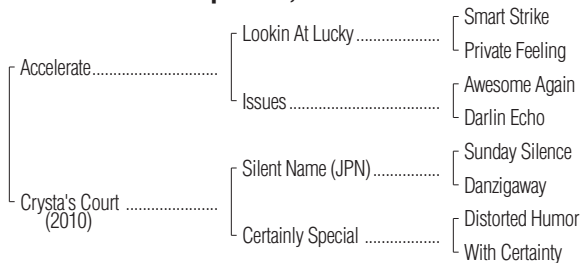 Smart Strike
Lookin At Lucky
Private Feeling
Accelerate
Awesome Again
Issues
Darlin Echo
Sunday Silence
Silent Name (JPN)
Danzigaway
Crysta's Court
(2010)
Distorted Humor
Certainly Special
With Certainty